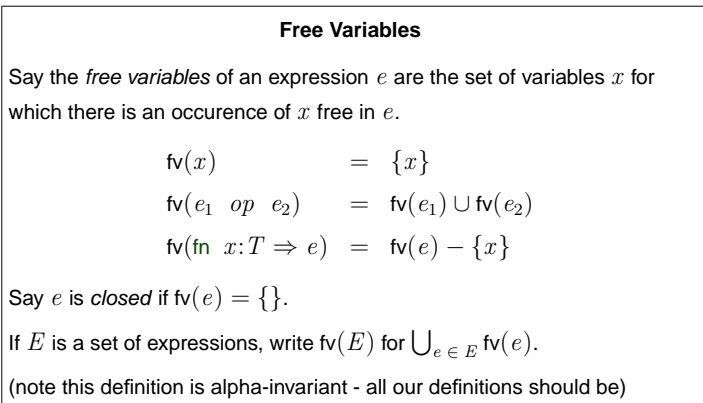 Free Variables
Say the free variables of an expression e are the set of variables x for
which there is an occurence of x free in e.
fv(x) = {x}
fv(e₁ op e₂) = fv(e₁) ∪ fv(e₂)
fv(fn x:T ⇒ e) = fv(e) − {x}
Say e is closed if fv(e) = {}.
If E is a set of expressions, write fv(E) for ⋃ₑ ∈ E fv(e).
(note this definition is alpha-invariant - all our definitions should be)